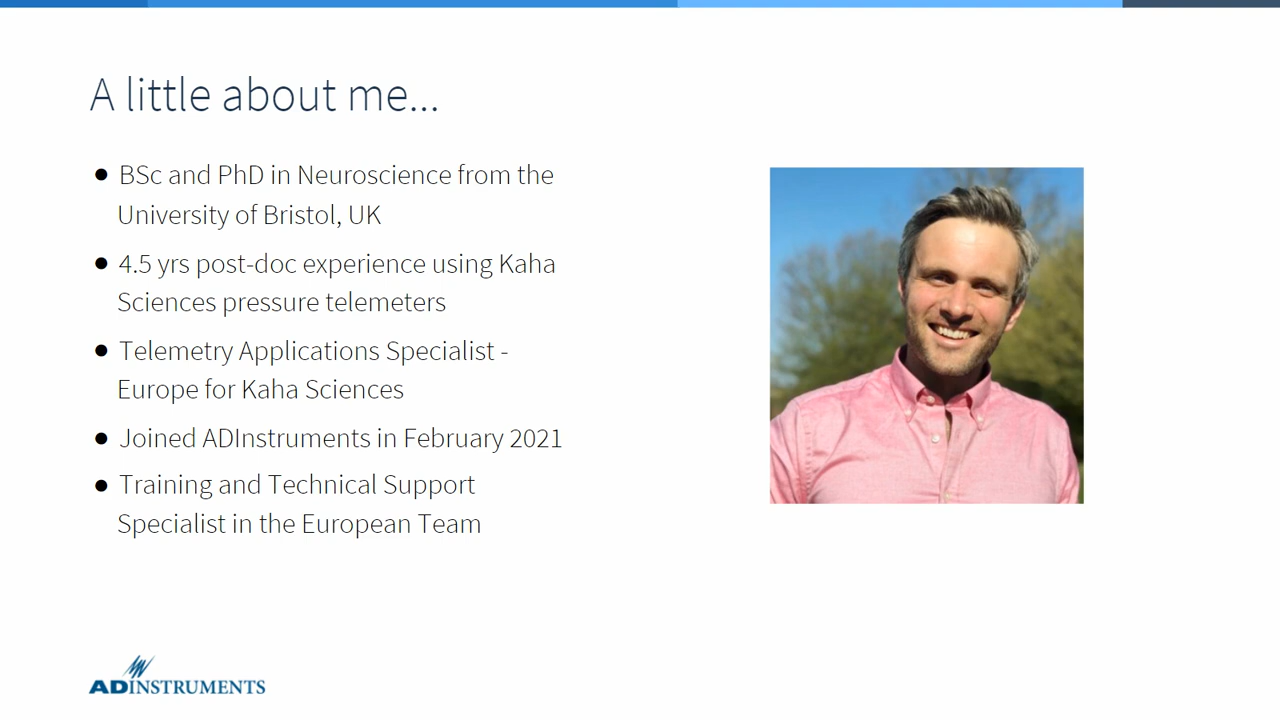 A little about me...
● BSc and PhD in Neuroscience from the
University of Bristol, UK
● 4.5 yrs post-doc experience using Kaha
Sciences pressure telemeters
● Telemetry Applications Specialist -
Europe for Kaha Sciences
● Joined ADInstruments in February 2021
● Training and Technical Support
Specialist in the European Team
ADINSTRUMENTS